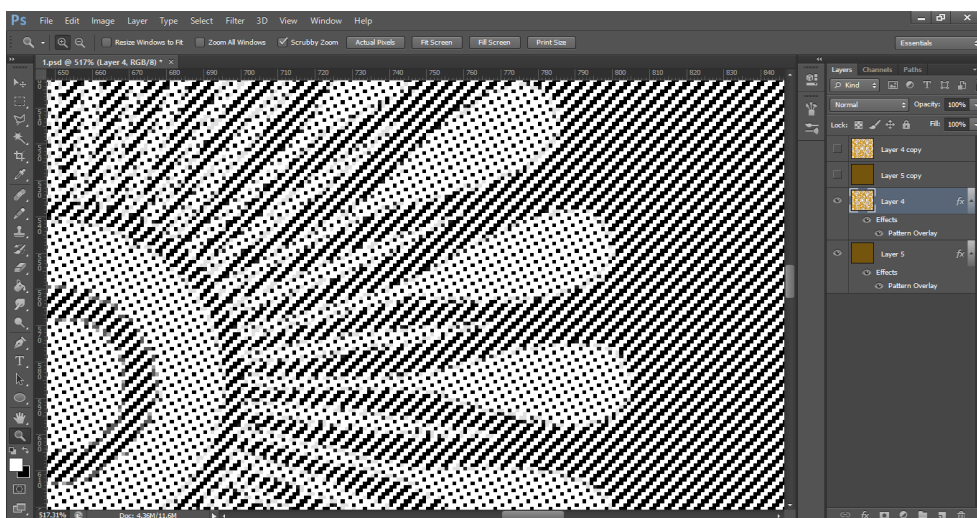 Ps File Edit Image Layer Type Select Filter 3D View Window Help
Resize Windows to Fit Zoom All Windows Scrubby Zoom Actual Pixels Fit Screen Fill Screen Print Size Essentials
1.psd @ 517% (Layer 4, RGB/8) * ×
650 660 670 680 690 700 710 720 730 740 750 760 770 780 790 800 810 820 830 840
Layers Channels Paths
Kind
Normal Opacity: 100%
Lock: Fill: 100%
Layer 4 copy
Layer 5 copy
Layer 4 fx
Effects
Pattern Overlay
Layer 5 fx
Effects
Pattern Overlay
517.31% Doc: 4.36M/11.6M